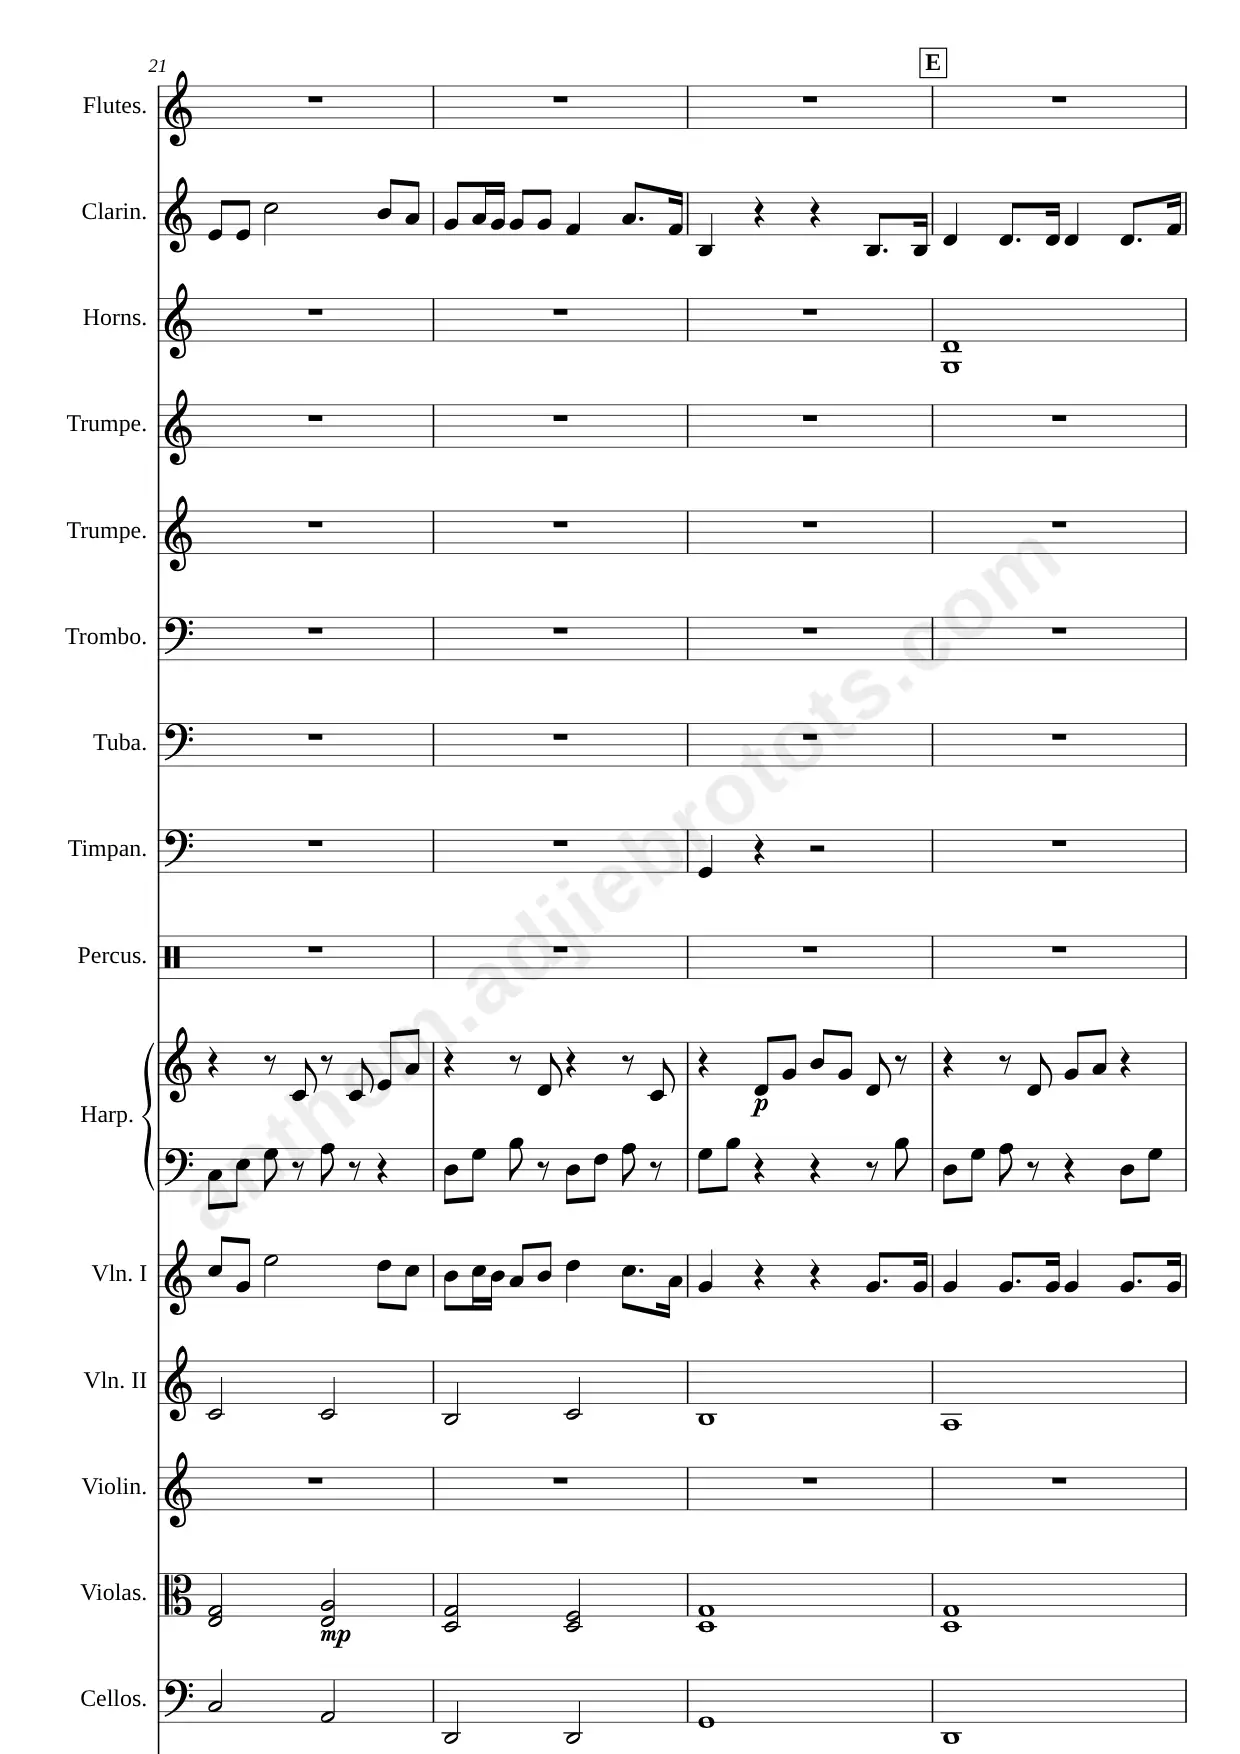 21
E
Flutes.
Clarin.
Horns.
Trumpe.
Trumpe.
Trombo.
Tuba.
Timpan.
Percus.
Harp.
p
Vln. I
Vln. II
Violin.
Violas.
mp
Cellos.
anthem.adjiebrotots.com